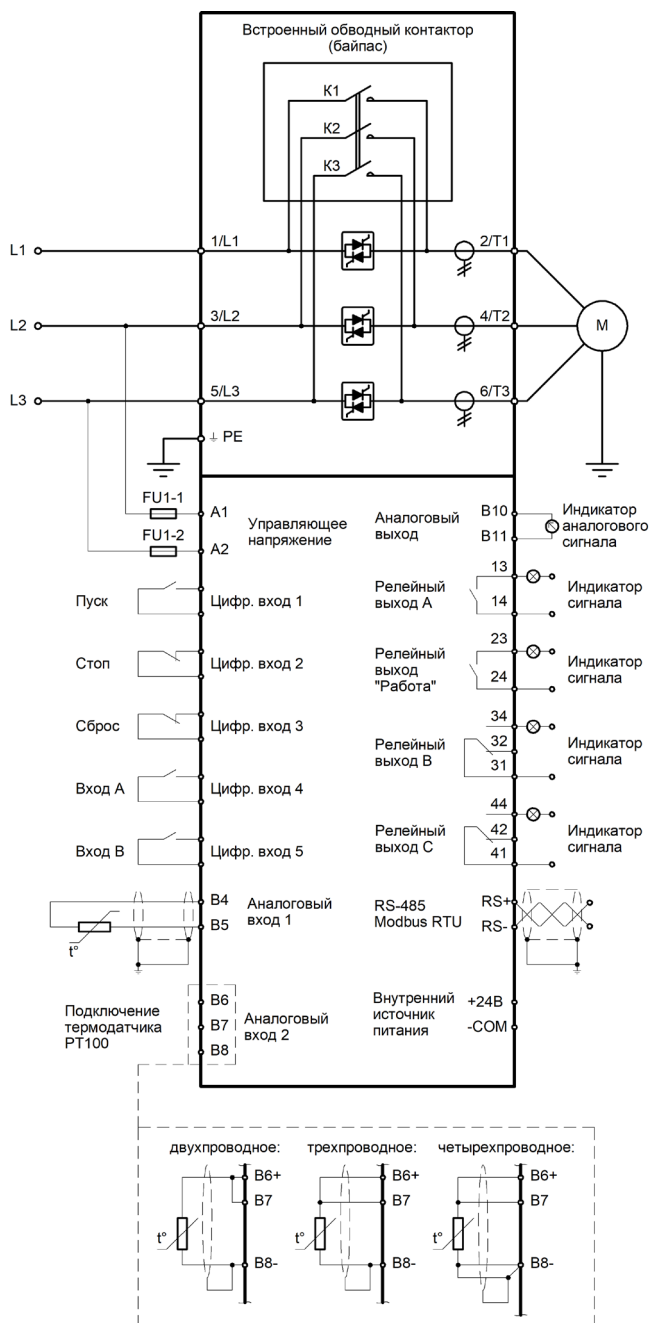 Встроенный обводный контактор
(байпас)
К1
К2
К3
L1
1/L1
2/T1
L2
3/L2
4/T2
М
L3
5/L3
6/T3
PE
FU1-1
A1
FU1-2
A2
Управляющее
напряжение
Аналоговый
выход
B10
B11
Индикатор
аналогового
сигнала
Пуск
Цифр. вход 1
Релейный
выход A
13
14
Индикатор
сигнала
Стоп
Цифр. вход 2
Релейный
выход
"Работа"
23
24
Индикатор
сигнала
Сброс
Цифр. вход 3
Релейный
выход B
34
32
31
Индикатор
сигнала
Вход A
Цифр. вход 4
Вход B
Цифр. вход 5
Релейный
выход C
44
42
41
Индикатор
сигнала
t°
B4
B5
Аналоговый
вход 1
RS-485
Modbus RTU
RS+
RS-
Подключение
термодатчика
PT100
B6
B7
B8
Аналоговый
вход 2
Внутренний
источник
питания
+24В
-COM
двухпроводное:
трехпроводное:
четырехпроводное:
t°
B6+
B7
B8-
t°
B6+
B7
B8-
t°
B6+
B7
B8-